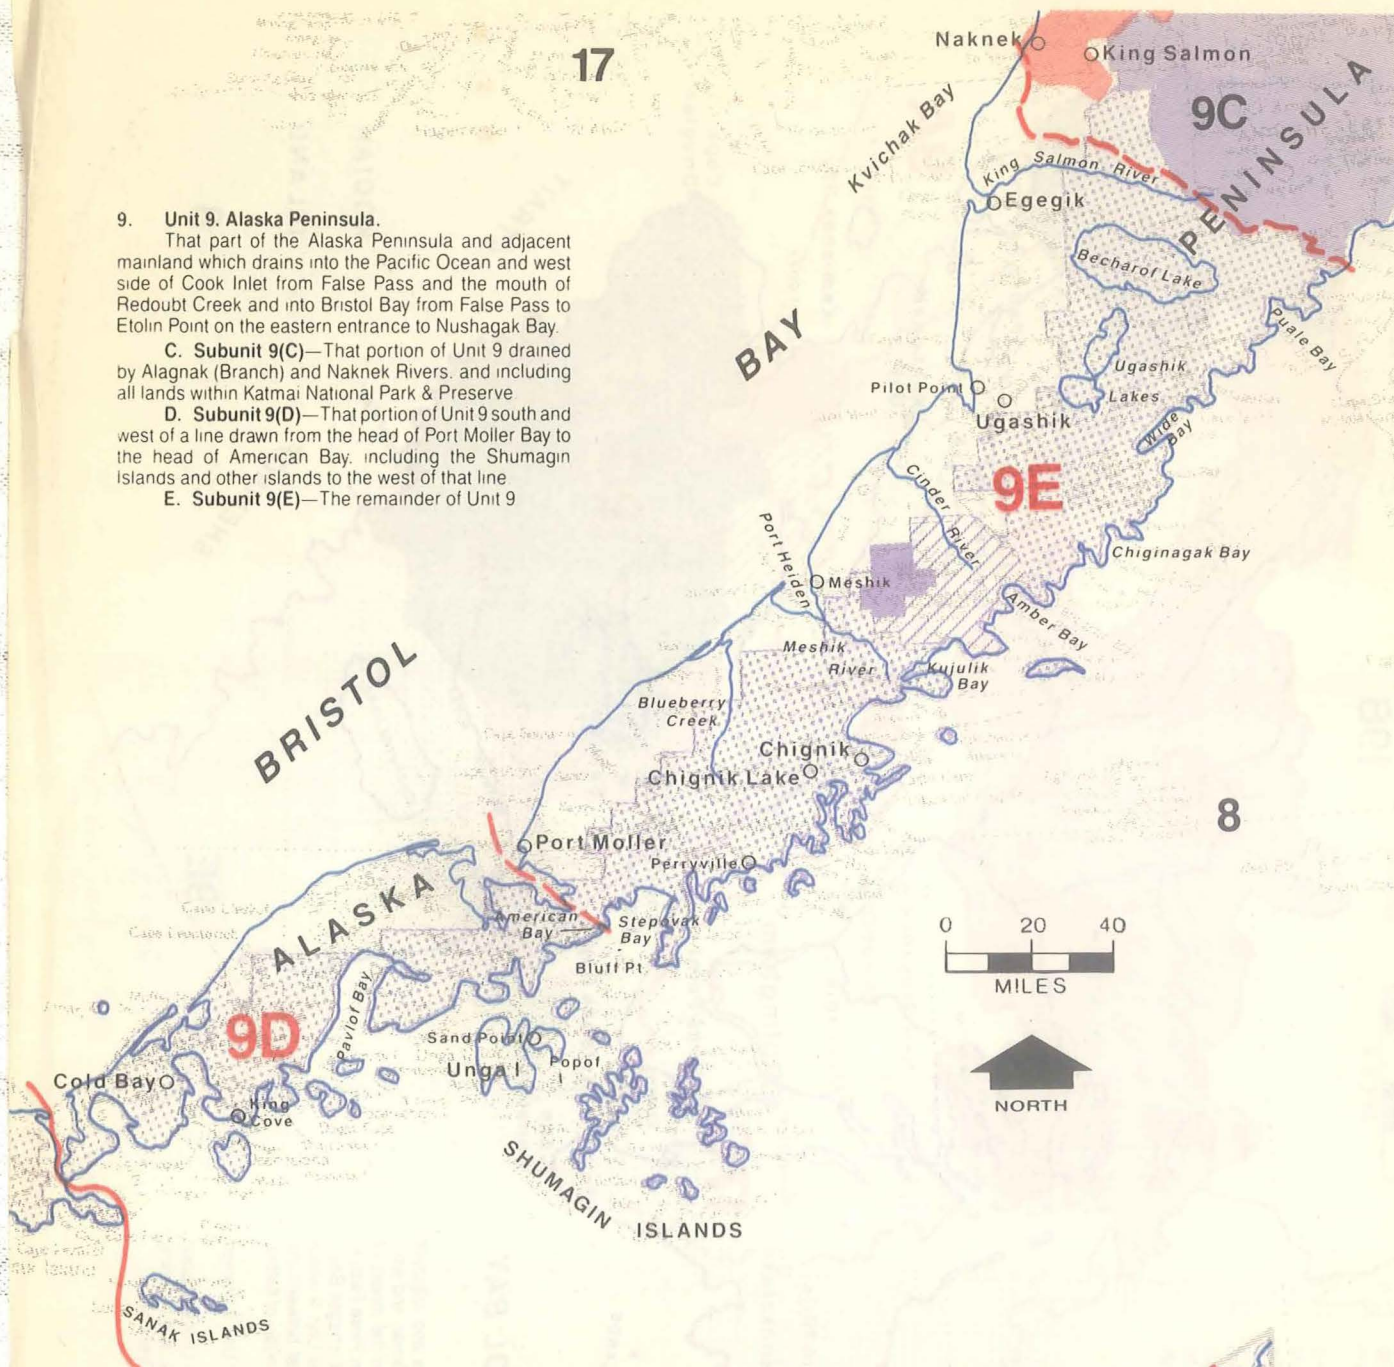 17
Naknek
King Salmon
9C
PENINSULA
Kvichak Bay
King Salmon River
Egegik
9. Unit 9. Alaska Peninsula.
That part of the Alaska Peninsula and adjacent
mainland which drains into the Pacific Ocean and west
side of Cook Inlet from False Pass and the mouth of
Redoubt Creek and into Bristol Bay from False Pass to
Etolin Point on the eastern entrance to Nushagak Bay.
C. Subunit 9(C)—That portion of Unit 9 drained
by Alagnak (Branch) and Naknek Rivers. and including
all lands within Katmai National Park & Preserve
D. Subunit 9(D)—That portion of Unit 9 south and
west of a line drawn from the head of Port Moller Bay to
the head of American Bay. including the Shumagin
Islands and other islands to the west of that line
E. Subunit 9(E)—The remainder of Unit 9
Becharof Lake
Puale Bay
BRISTOL BAY
Ugashik
Lakes
Pilot Point
Ugashik
Wide
Bay
9E
Cinder River
Port Heiden
Chiginagak Bay
Meshik
Amber Bay
Meshik
River
Kujulik
Bay
Blueberry
Creek
Chignik
Chignik Lake
8
Port Moller
Perryville
ALASKA
American
Bay
Stepovak
Bay
Bluff Pt
0 20 40
MILES
NORTH
Pavlof Bay
9D
Sand Point
Unga I
Popof
I
Cold Bay
King
Cove
SHUMAGIN ISLANDS
SANAK ISLANDS